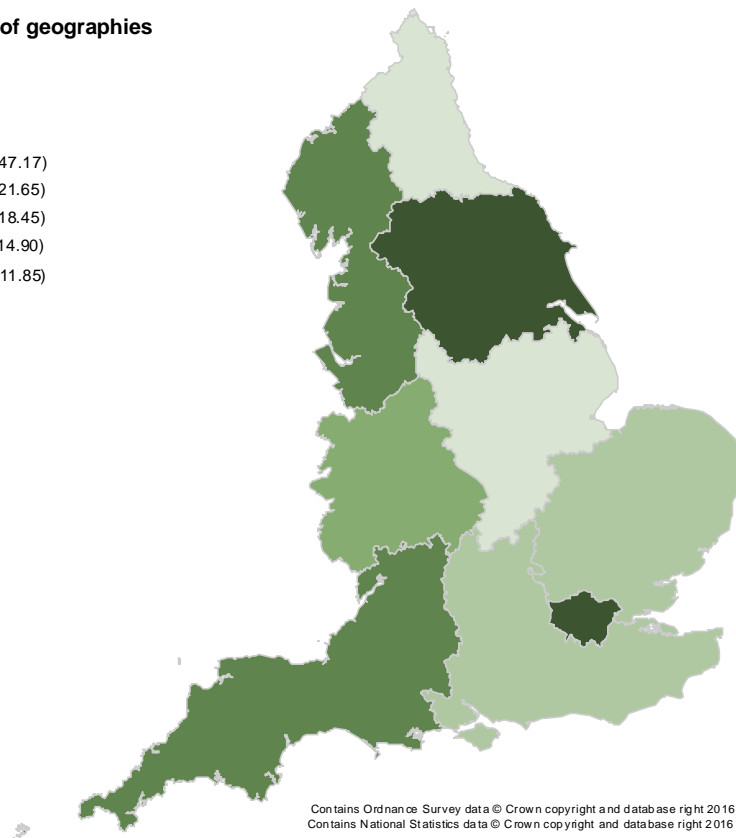 of geographies
47.17)
21.65)
18.45)
14.90)
11.85)
Contains Ordnance Survey data © Crown copyright and database right 2016
Contains National Statistics data © Crown copyright and database right 2016